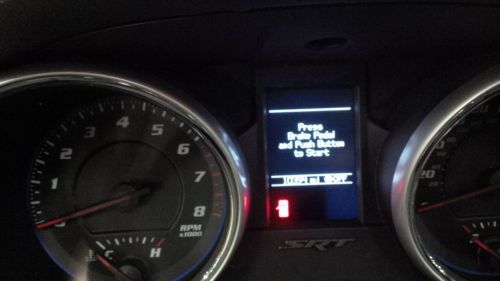 Press
Brake Pedal
and Push Button
to Start
1 2 3 4 5 6 7 8
RPM
x1000
C H
SRT
20